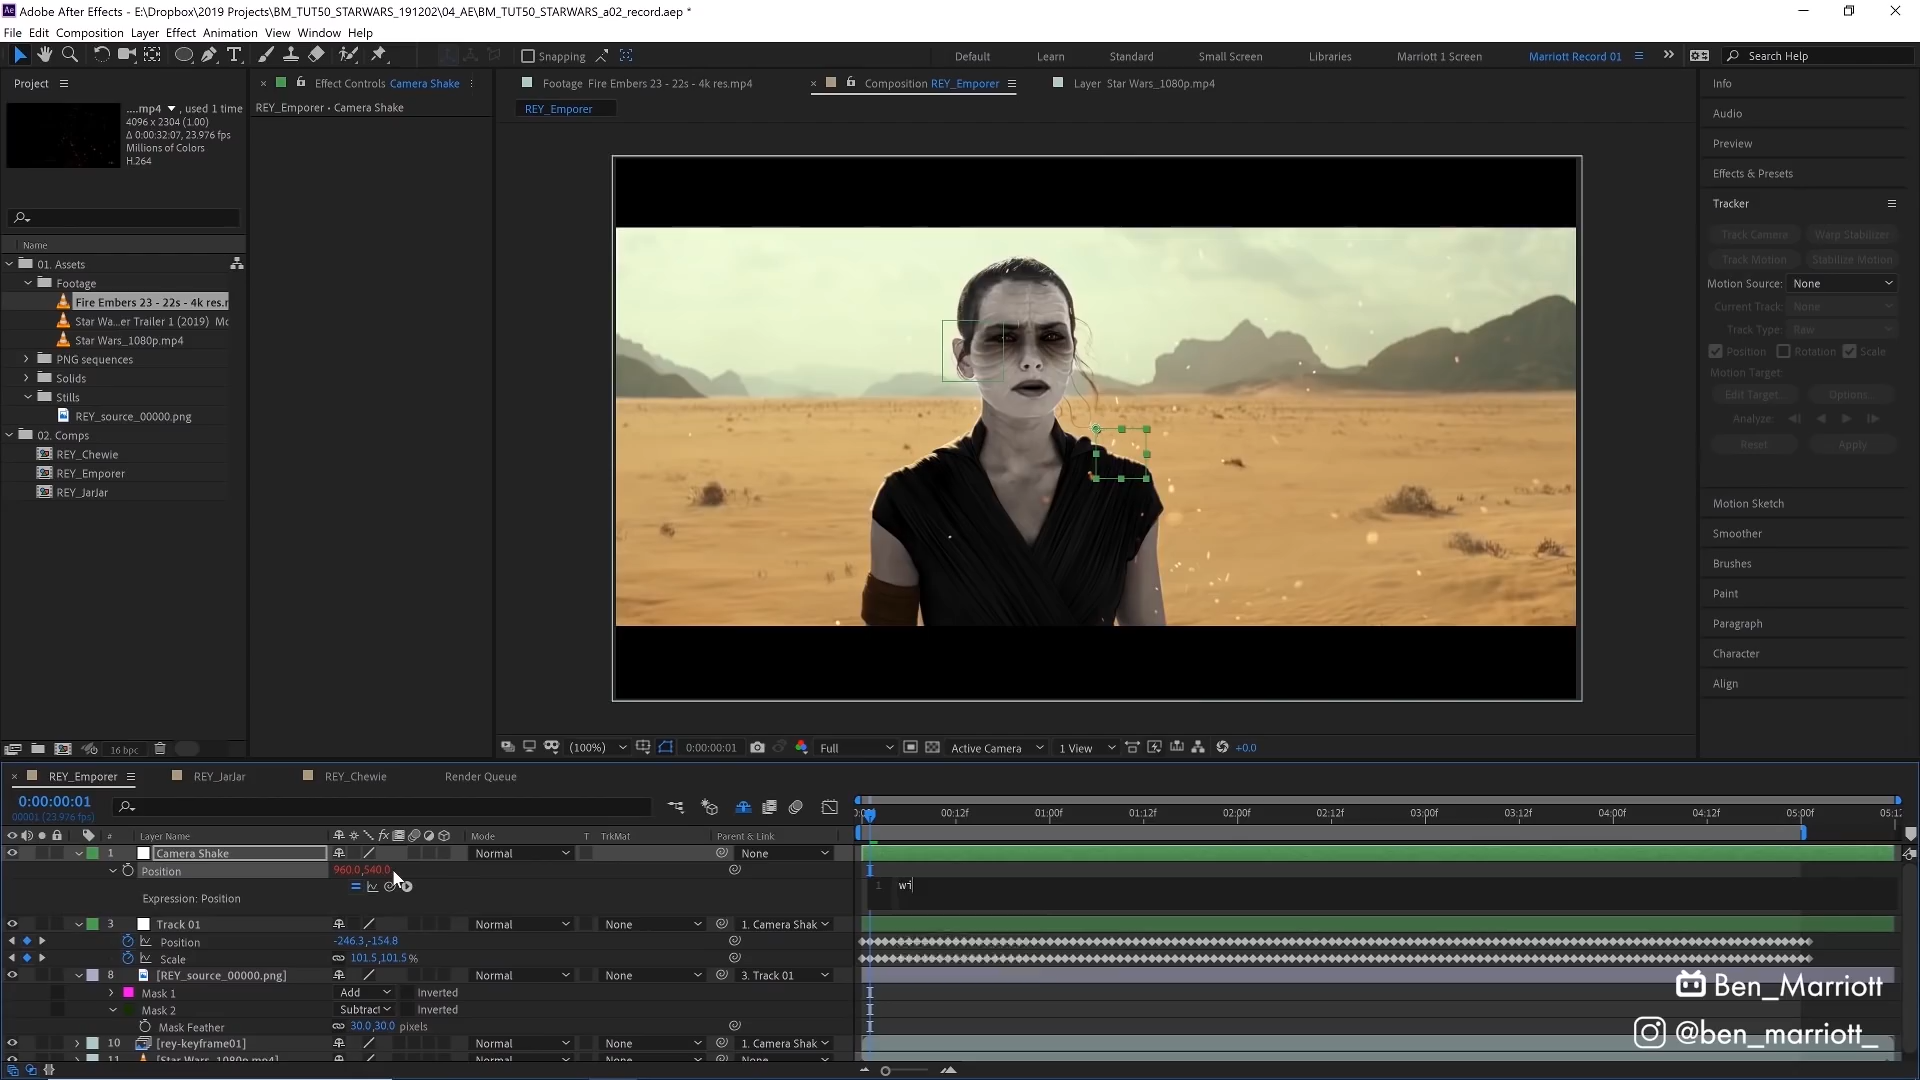 Adobe After Effects - E:\Dropbox\2019 Projects\BM_TUT50_STARWARS_191202\04_AE\BM_TUT50_STARWARS_a02_record.aep *
File Edit Composition Layer Effect Animation View Window Help
Snapping Default Learn Standard Small Screen Libraries Marriott 1 Screen Marriott Record 01 Search Help
Project Effect Controls Camera Shake Footage Fire Embers 23 - 22s - 4k res.mp4 Composition REY_Emporer Layer Star Wars_1080p.mp4 Info
....mp4 , used 1 time REY_Emporer • Camera Shake REY_Emporer
4096 x 2304 (1.00)
Δ 0:00:32:07, 23.976 fps
Millions of Colors
H.264
Audio
Preview
Effects & Presets
Tracker
Track Camera Warp Stabilizer
Track Motion Stabilize Motion
Motion Source: None
Current Track: None
Track Type: Raw
Position Rotation Scale
Motion Target:
Edit Target... Options...
Analyze:
Reset Apply
Motion Sketch
Smoother
Brushes
Paint
Paragraph
Character
Align
Name
01. Assets
Footage
Fire Embers 23 - 22s - 4k res.r
Star Wa...er Trailer 1 (2019) Mc
Star Wars_1080p.mp4
PNG sequences
Solids
Stills
REY_source_00000.png
02. Comps
REY_Chewie
REY_Emporer
REY_JarJar
16 bpc (100%) 0:00:00:01 Full Active Camera 1 View +0.0
REY_Emporer REY_JarJar REY_Chewie Render Queue
0:00:00:01
00001 (23.976 fps)
00:12f 01:00f 01:12f 02:00f 02:12f 03:00f 03:12f 04:00f 04:12f 05:00f 05:12
# Layer Name Mode T TrkMat Parent & Link
1 Camera Shake Normal None
Position 960.0,540.0
1 wi
Expression: Position
3 Track 01 Normal None 1. Camera Shak
Position -246.3,-154.8
Scale 101.5,101.5%
8 [REY_source_00000.png] Normal None 3. Track 01
Mask 1 Add Inverted
Mask 2 Subtract Inverted
Mask Feather 30.0,30.0 pixels
10 [rey-keyframe01] Normal None 1. Camera Shak
11 [Star Wars_1080p.mp4] Normal None None
Ben_Marriott
@ben_marriott_